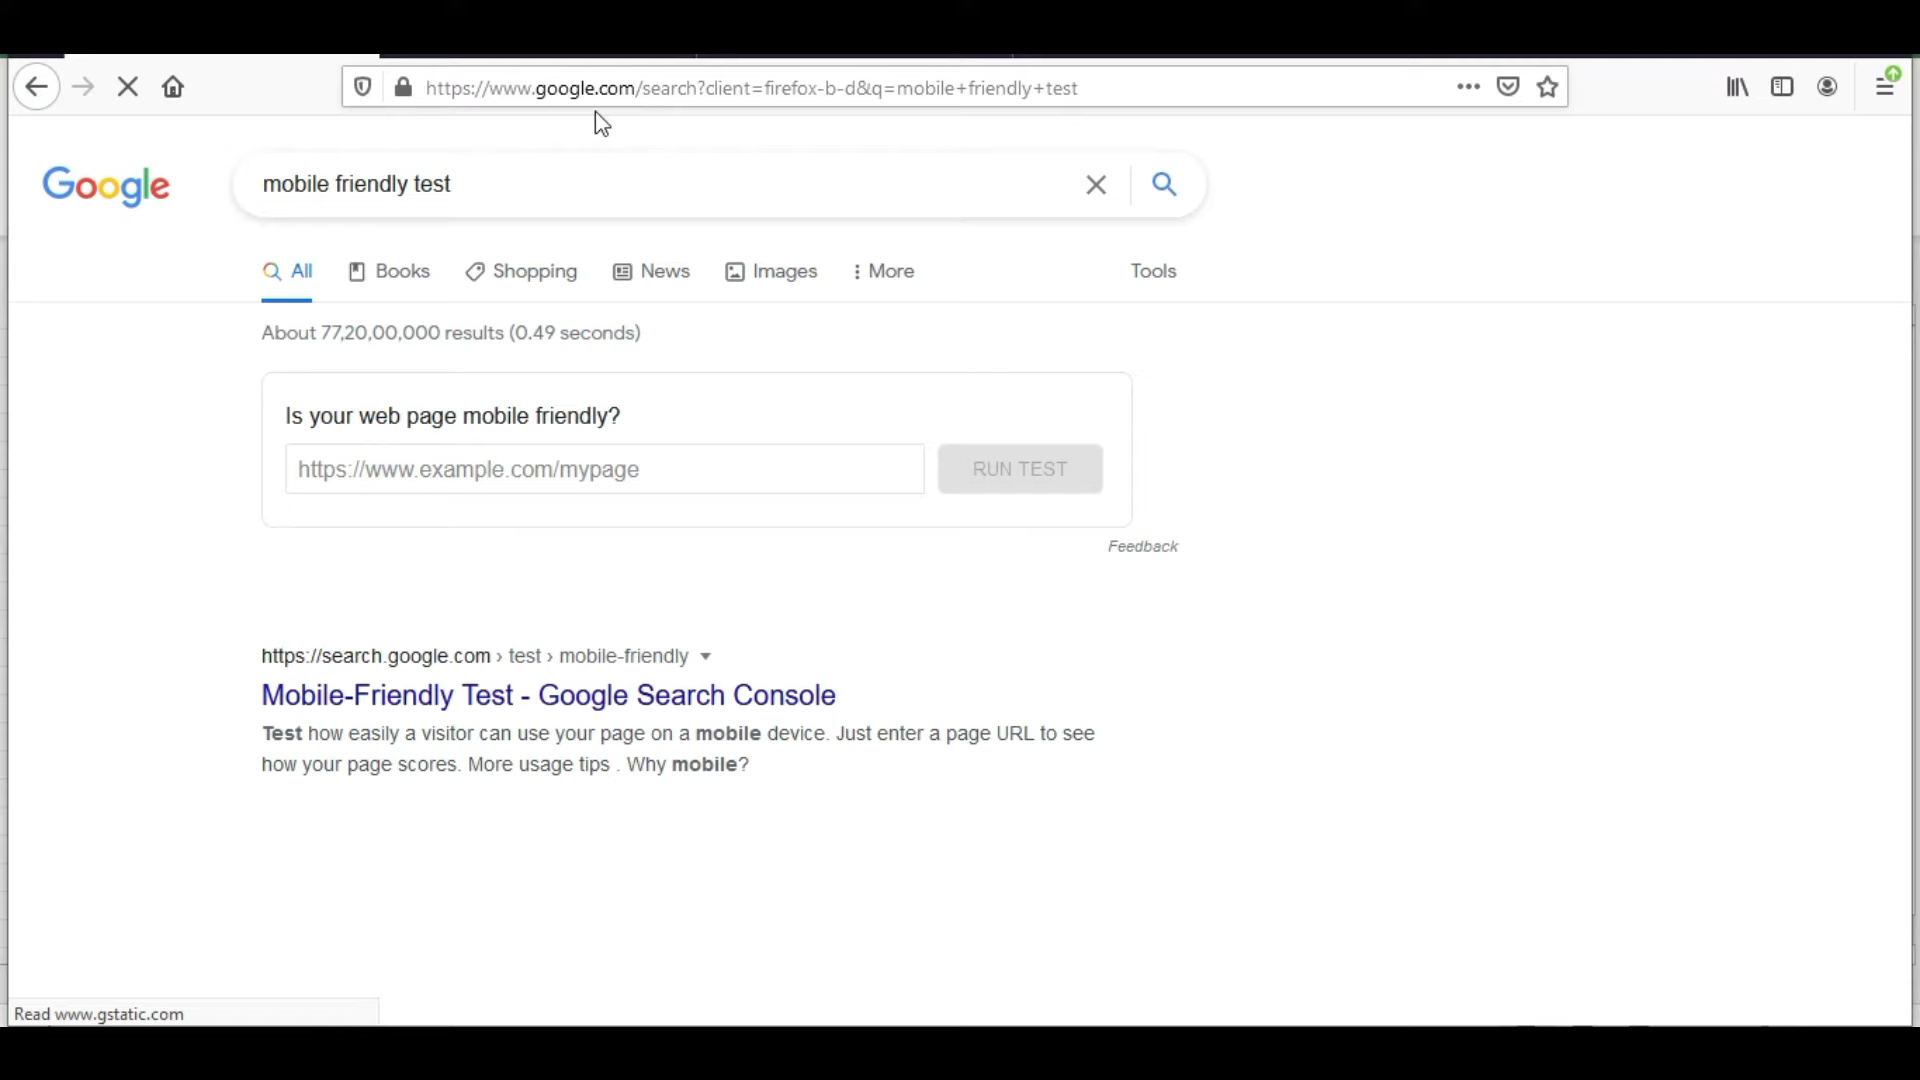 https://www.google.com/search?client=firefox-b-d&q=mobile+friendly+test
Google
mobile friendly test
All
Books
Shopping
News
Images
More
Tools
About 77,20,00,000 results (0.49 seconds)
Is your web page mobile friendly?
https://www.example.com/mypage
RUN TEST
Feedback
https://search.google.com › test › mobile-friendly
Mobile-Friendly Test - Google Search Console
Test how easily a visitor can use your page on a mobile device. Just enter a page URL to see
how your page scores. More usage tips . Why mobile?
Read www.gstatic.com